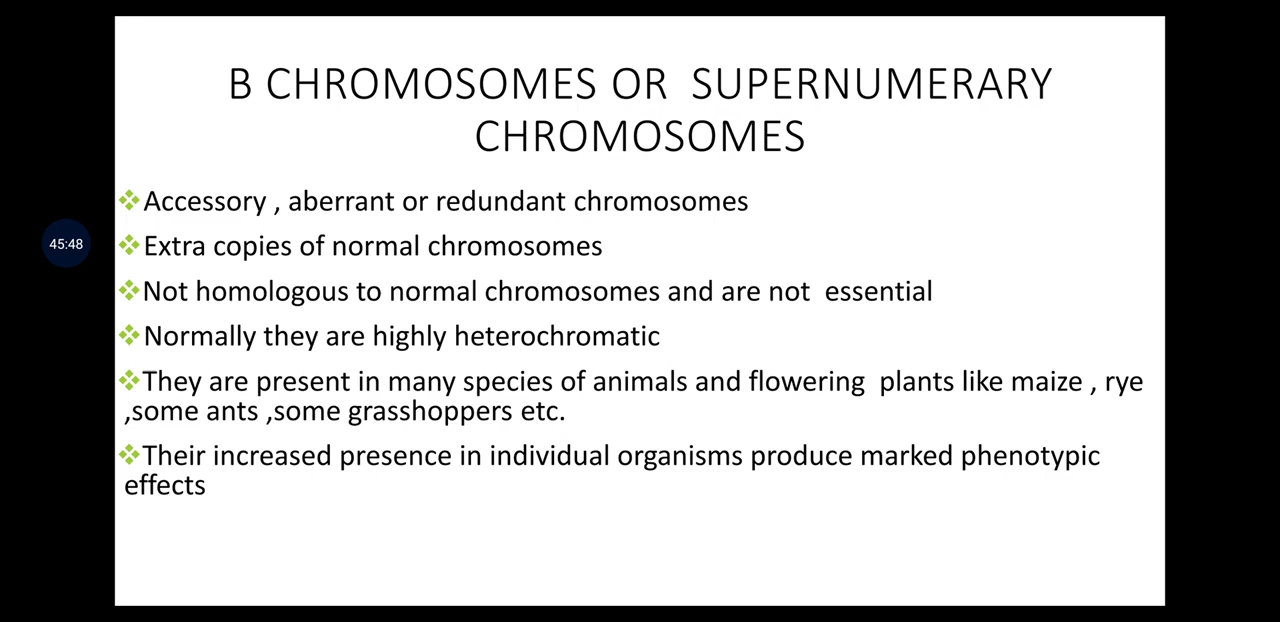 B CHROMOSOMES OR SUPERNUMERARY
CHROMOSOMES
Accessory , aberrant or redundant chromosomes
45:48
Extra copies of normal chromosomes
Not homologous to normal chromosomes and are not essential
Normally they are highly heterochromatic
They are present in many species of animals and flowering plants like maize , rye
,some ants ,some grasshoppers etc.
Their increased presence in individual organisms produce marked phenotypic
effects